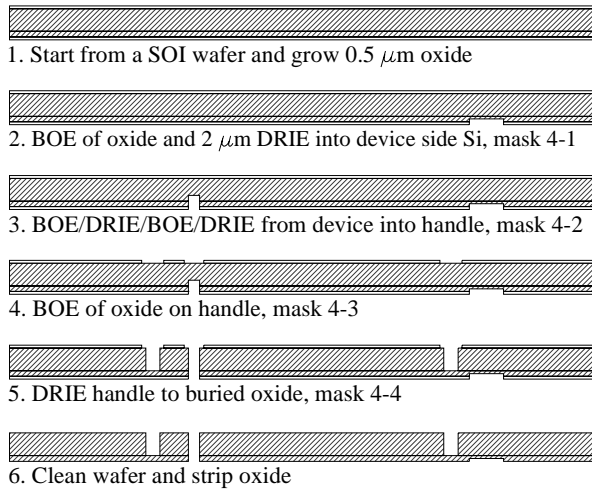 1. Start from a SOI wafer and grow 0.5 μm oxide
2. BOE of oxide and 2 μm DRIE into device side Si, mask 4-1
3. BOE/DRIE/BOE/DRIE from device into handle, mask 4-2
4. BOE of oxide on handle, mask 4-3
5. DRIE handle to buried oxide, mask 4-4
6. Clean wafer and strip oxide